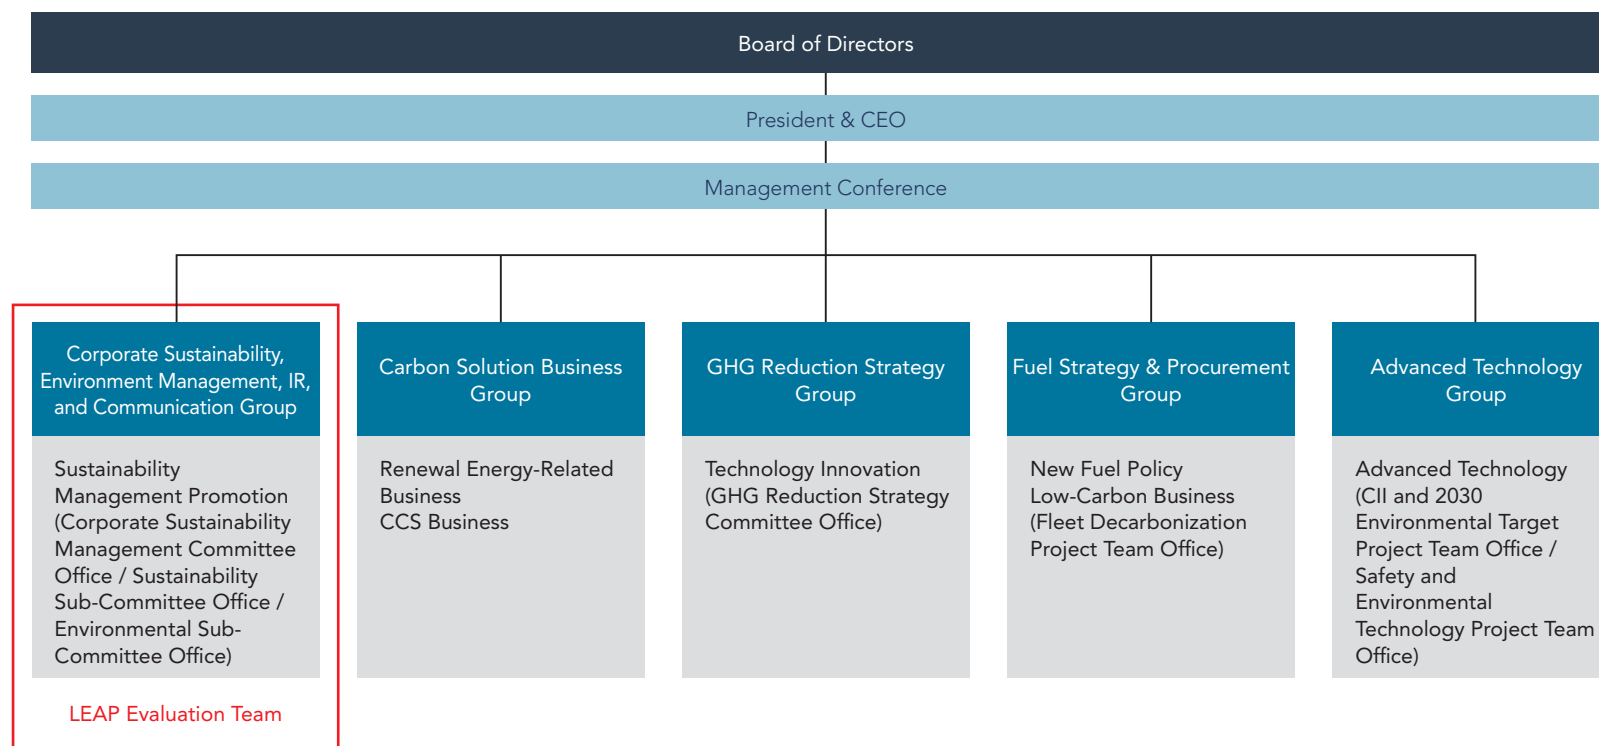 Board of Directors
President & CEO
Management Conference
Corporate Sustainability,
Environment Management, IR,
and Communication Group
Sustainability
Management Promotion
(Corporate Sustainability
Management Committee
Office / Sustainability
Sub-Committee Office /
Environmental Sub-
Committee Office)
LEAP Evaluation Team
Carbon Solution Business
Group
Renewal Energy-Related
Business
CCS Business
GHG Reduction Strategy
Group
Technology Innovation
(GHG Reduction Strategy
Committee Office)
Fuel Strategy & Procurement
Group
New Fuel Policy
Low-Carbon Business
(Fleet Decarbonization
Project Team Office)
Advanced Technology
Group
Advanced Technology
(CII and 2030
Environmental Target
Project Team Office /
Safety and
Environmental
Technology Project Team
Office)